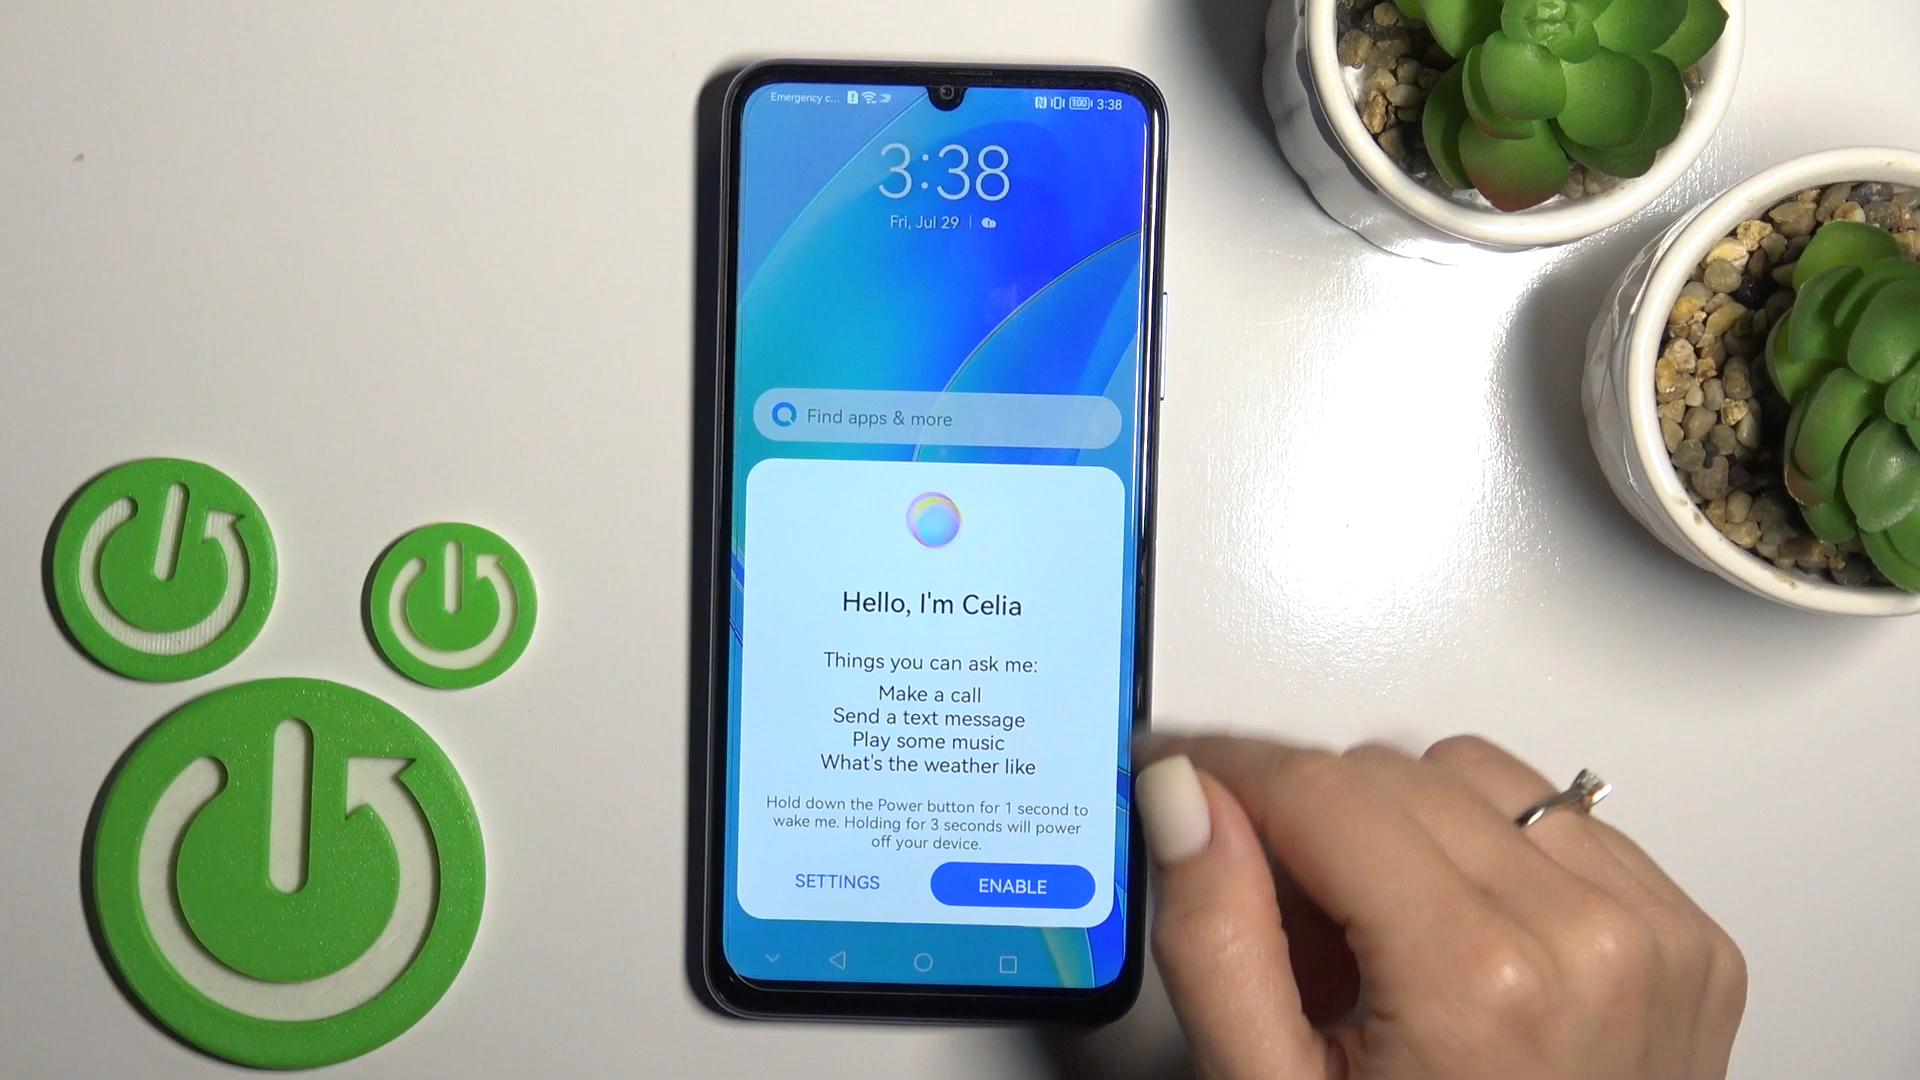 Emergency c... 100 3:38
3:38
Fri, Jul 29
Find apps & more
Hello, I'm Celia
Things you can ask me:
Make a call
Send a text message
Play some music
What's the weather like
Hold down the Power button for 1 second to
wake me. Holding for 3 seconds will power
off your device.
SETTINGS ENABLE